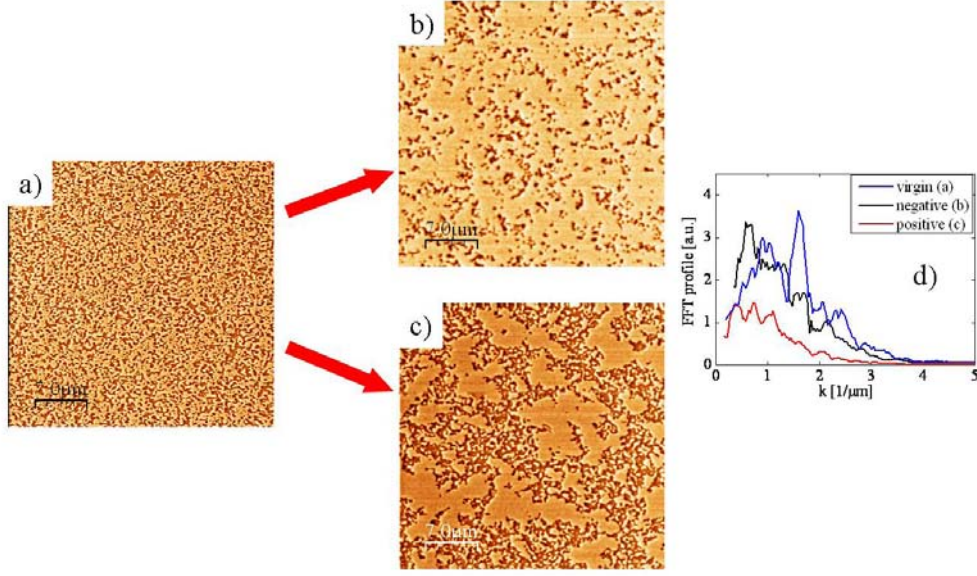 a)
7.0μm
b)
7.0μm
c)
7.0μm
d)
virgin (a)
negative (b)
positive (c)
FFT profile [a.u.]
4
3
2
1
0
0 1 2 3 4 5
k [1/μm]